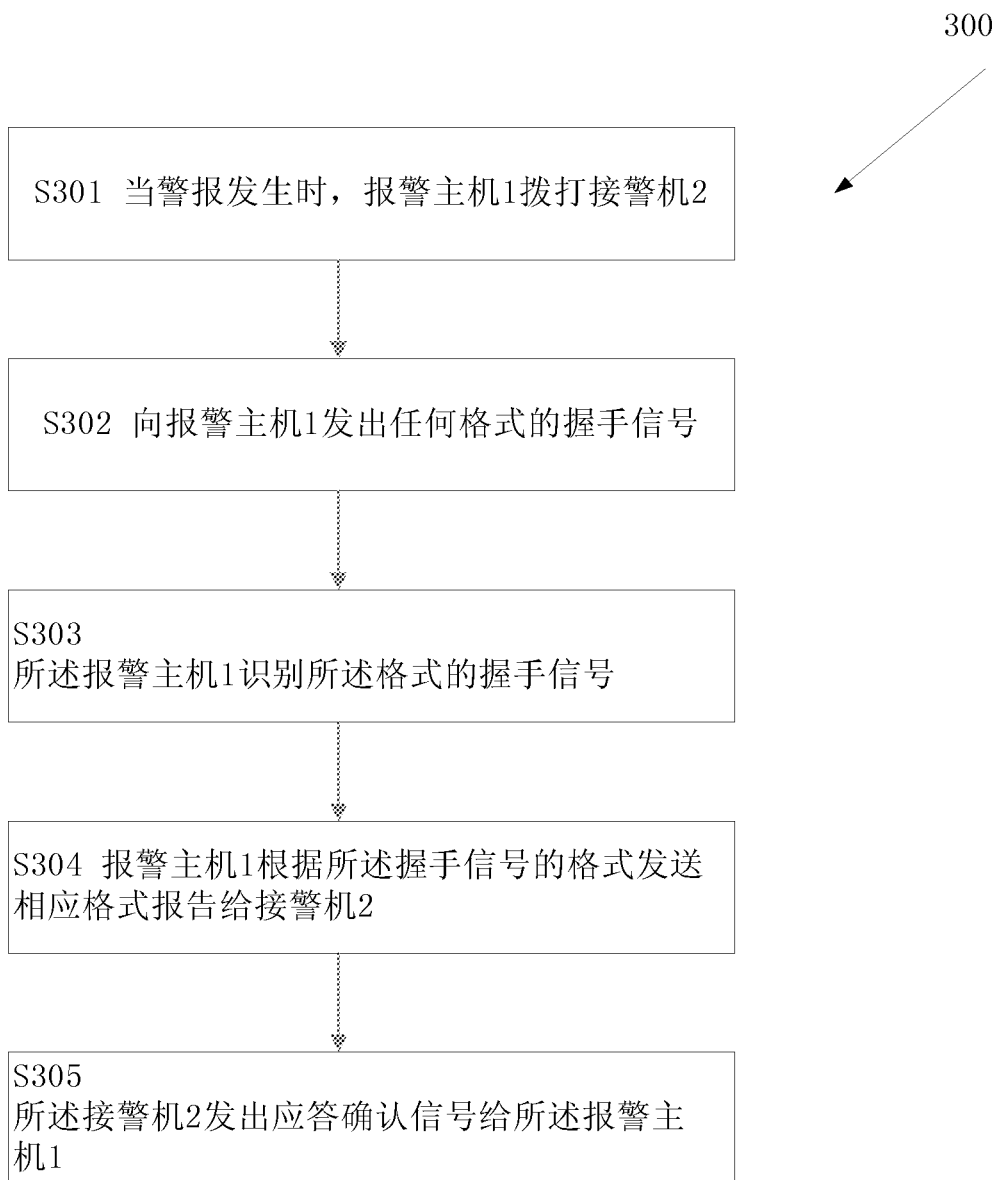 300
S301 当警报发生时，报警主机1拨打接警机2
S302 向报警主机1发出任何格式的握手信号
S303
所述报警主机1识别所述格式的握手信号
S304 报警主机1根据所述握手信号的格式发送
相应格式报告给接警机2
S305
所述接警机2发出应答确认信号给所述报警主
机1